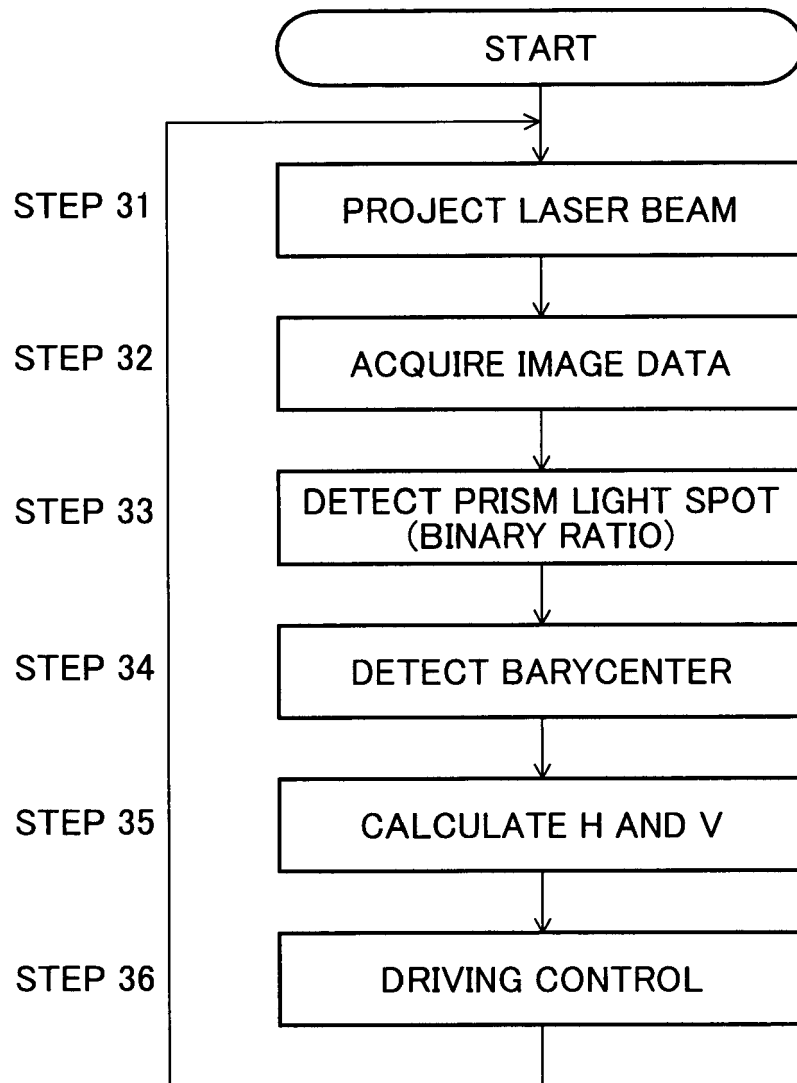 START
STEP 31
PROJECT LASER BEAM
STEP 32
ACQUIRE IMAGE DATA
STEP 33
DETECT PRISM LIGHT SPOT
(BINARY RATIO)
STEP 34
DETECT BARYCENTER
STEP 35
CALCULATE H AND V
STEP 36
DRIVING CONTROL